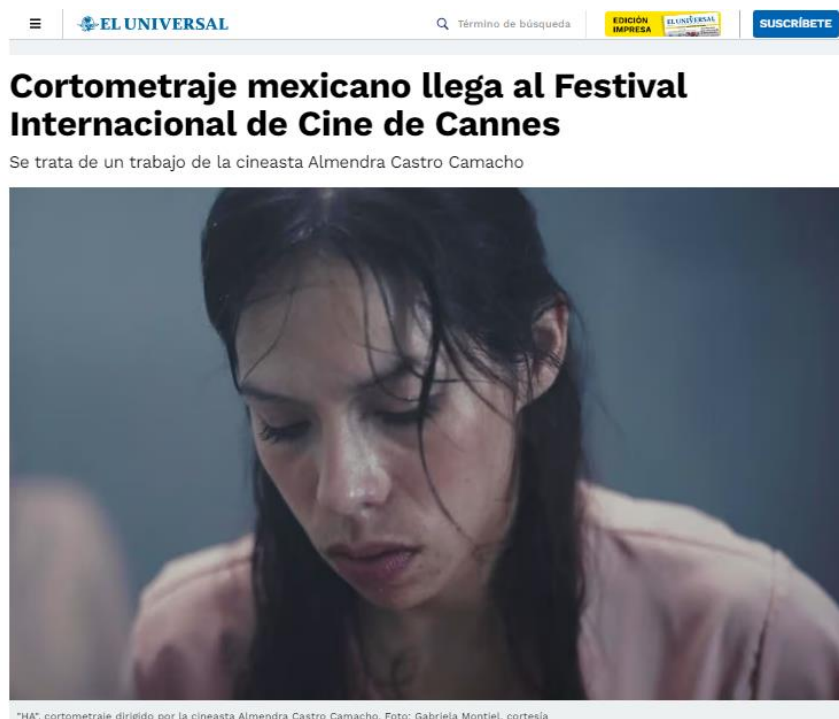 EL UNIVERSAL
Término de búsqueda
EDICIÓN
IMPRESA
EL UNIVERSAL
SUSCRÍBETE
Cortometraje mexicano llega al Festival
Internacional de Cine de Cannes
Se trata de un trabajo de la cineasta Almendra Castro Camacho
"HA", cortometraje dirigido por la cineasta Almendra Castro Camacho. Foto: Gabriela Montiel, cortesía